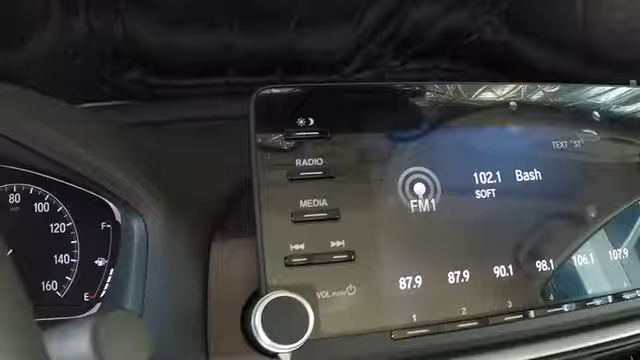 80
100
120
140
160
F
E
RADIO
MEDIA
VOL PUSH
FM1
102.1 Bash
SOFT
TEXT ST
87.9 87.9 90.1 98.1 106.1 107.9
1 2 3 4